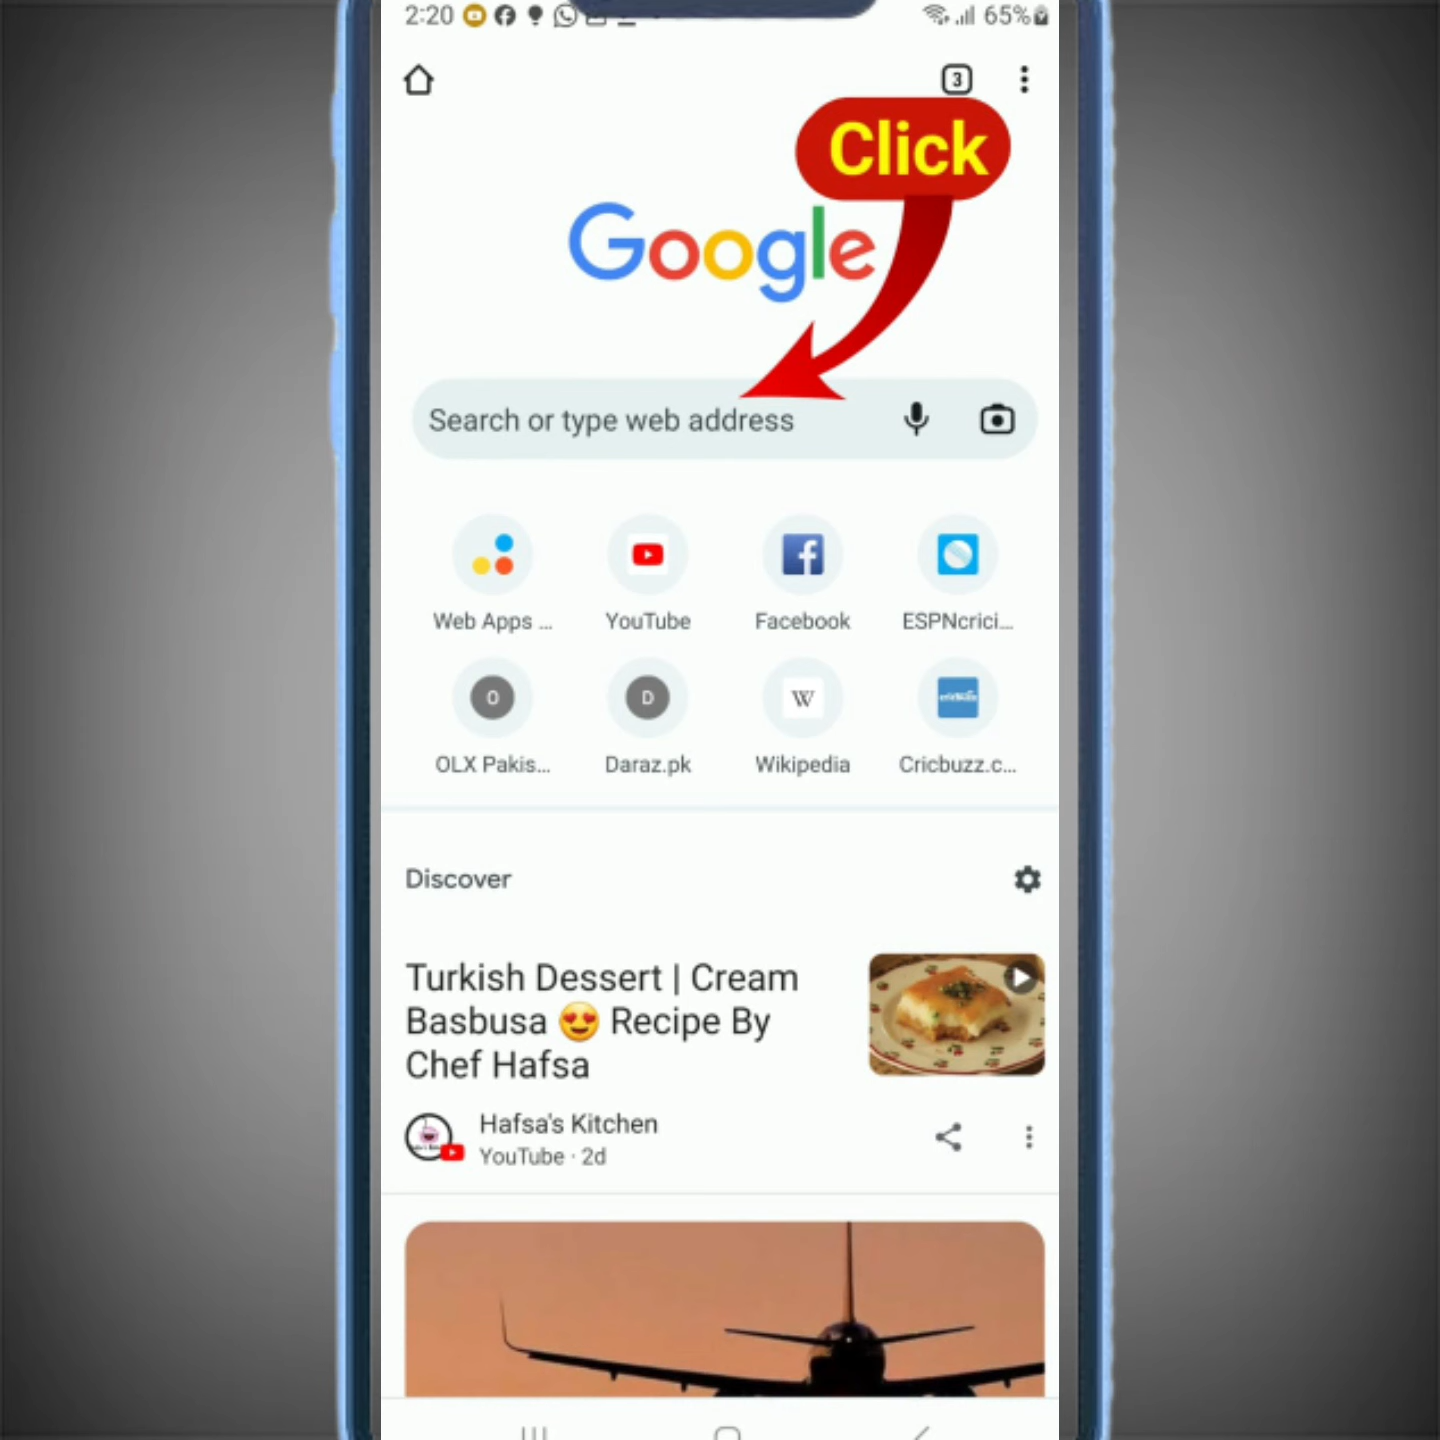 2:20
65%
3
Click
Google
Search or type web address
Web Apps ...
YouTube
Facebook
ESPNcrici...
O
D
W
OLX Pakis...
Daraz.pk
Wikipedia
Cricbuzz.c...
Discover
Turkish Dessert | Cream
Basbusa 😍 Recipe By
Chef Hafsa
Hafsa's Kitchen
YouTube · 2d